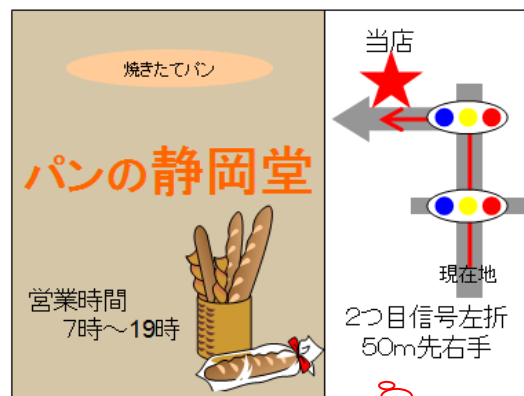 焼きたてパン
パンの静岡堂
営業時間
7時～19時
当店
現在地
2つ目信号左折
50m先右手